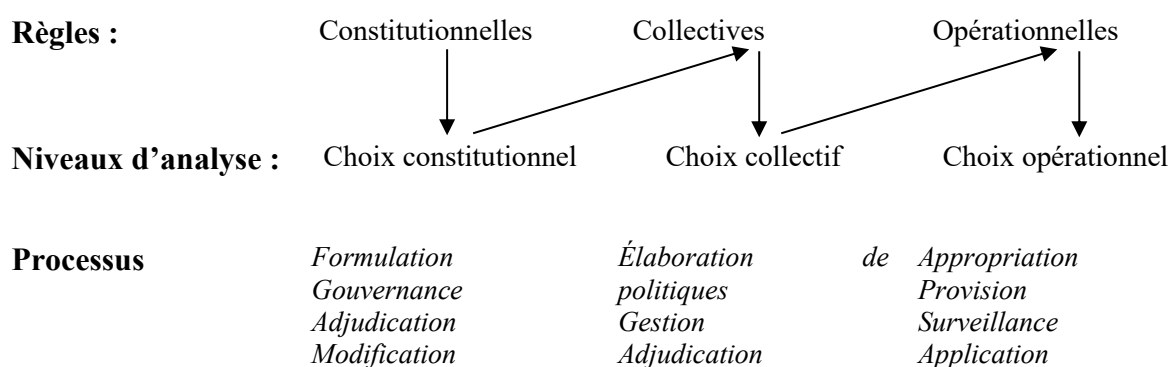 Règles : Constitutionnelles Collectives Opérationnelles
Niveaux d’analyse : Choix constitutionnel Choix collectif Choix opérationnel
Processus Formulation Élaboration de Appropriation
Gouvernance politiques Provision
Adjudication Gestion Surveillance
Modification Adjudication Application